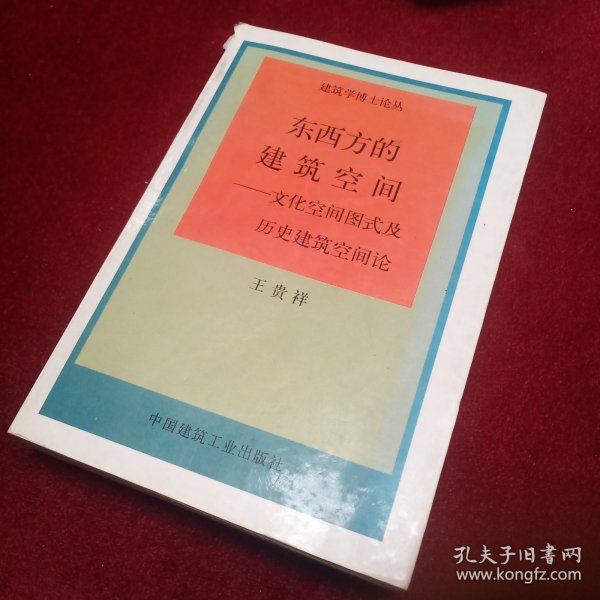 建筑学博士论丛
东西方的
建筑空间
——文化空间图式及
历史建筑空间论
王贵祥
中国建筑工业出版社
孔夫子旧书网
www.kongfz.com